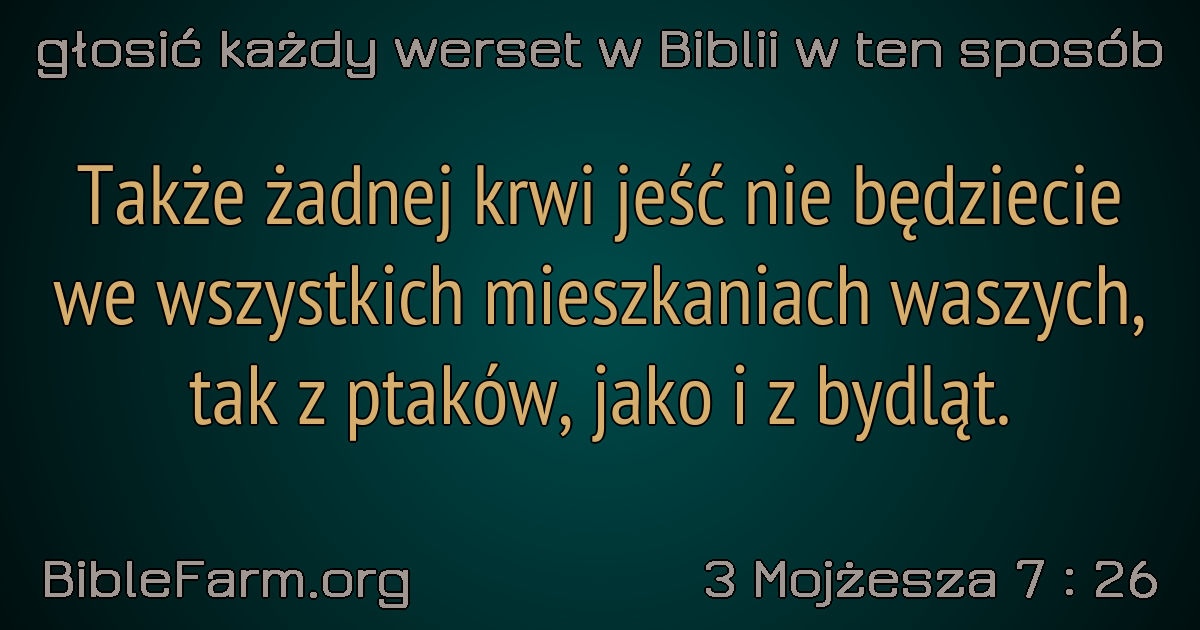 głosić każdy werset w Biblii w ten sposób
Także żadnej krwi jeść nie będziecie
we wszystkich mieszkaniach waszych,
tak z ptaków, jako i z bydląt.
BibleFarm.org
3 Mojżesza 7 : 26